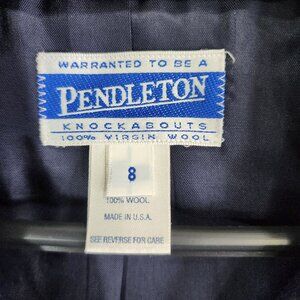 WARRANTED TO BE A
PENDLETON
KNOCKABOUTS
100% VIRGIN WOOL
8
100% WOOL
MADE IN U.S.A.
SEE REVERSE FOR CARE